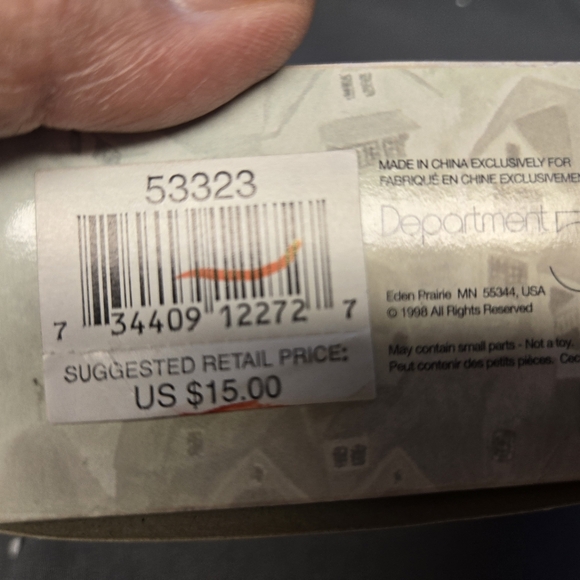 53323
7 34409 12272 7
SUGGESTED RETAIL PRICE:
US $15.00
MADE IN CHINA EXCLUSIVELY FOR
FABRIQUÉ EN CHINE EXCLUSIVEMEN
Department
Eden Prairie MN 55344, USA
© 1998 All Rights Reserved
May contain small parts - Not a toy.
Peut contenir des petits pièces. Cec